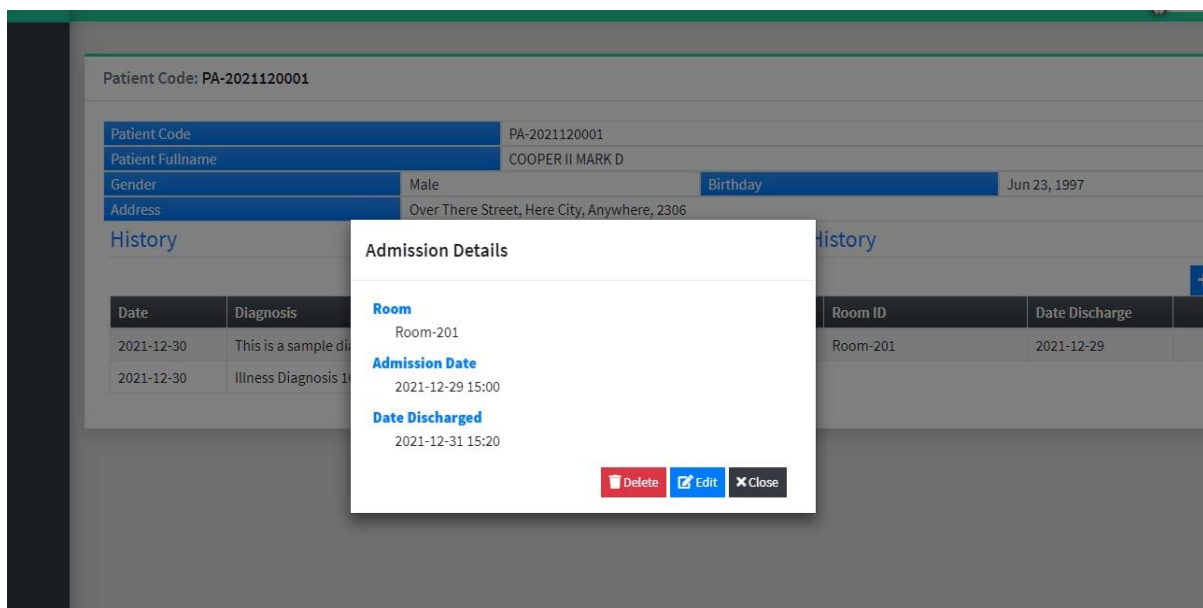 Patient Code: PA-2021120001
Patient Code PA-2021120001
Patient Fullname COOPER II MARK D
Gender Male Birthday Jun 23, 1997
Address Over There Street, Here City, Anywhere, 2306
History History
Admission Details
Date Diagnosis Room ID Date Discharge
Room
Room-201
2021-12-30 This is a sample Room-201 2021-12-29
Admission Date
2021-12-29 15:00
2021-12-30 Illness Diagnosis
Date Discharged
2021-12-31 15:20
Delete Edit Close